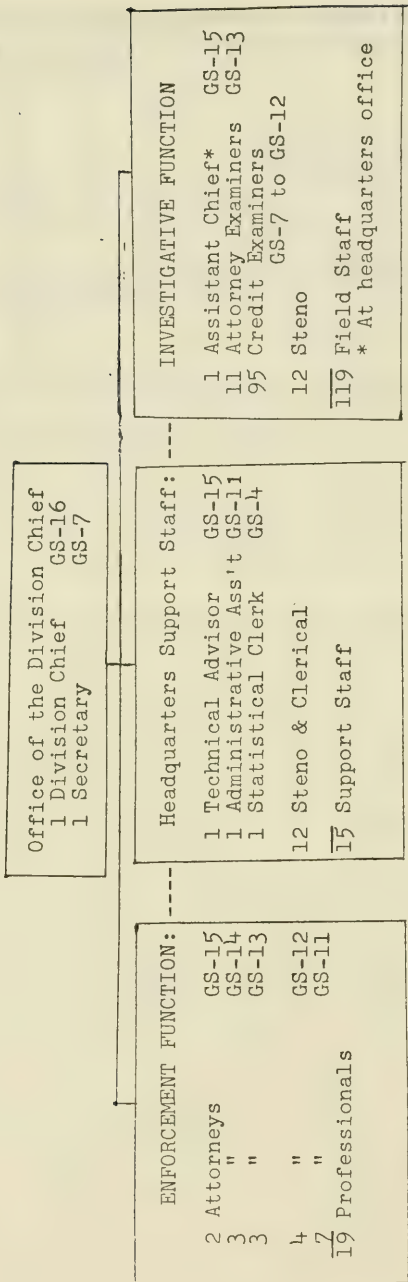 Office of the Division Chief
1 Division Chief GS-16
1 Secretary GS-7
ENFORCEMENT FUNCTION:
2 Attorneys GS-15
3 " GS-14
3 " GS-13
4 " GS-12
7 " GS-11
19 Professionals
Headquarters Support Staff:
1 Technical Advisor GS-15
1 Administrative Ass't GS-11
1 Statistical Clerk GS-4
12 Steno & Clerical
15 Support Staff
INVESTIGATIVE FUNCTION
1 Assistant Chief* GS-15
11 Attorney Examiners GS-13
95 Credit Examiners
GS-7 to GS-12
12 Steno
119 Field Staff
* At headquarters office